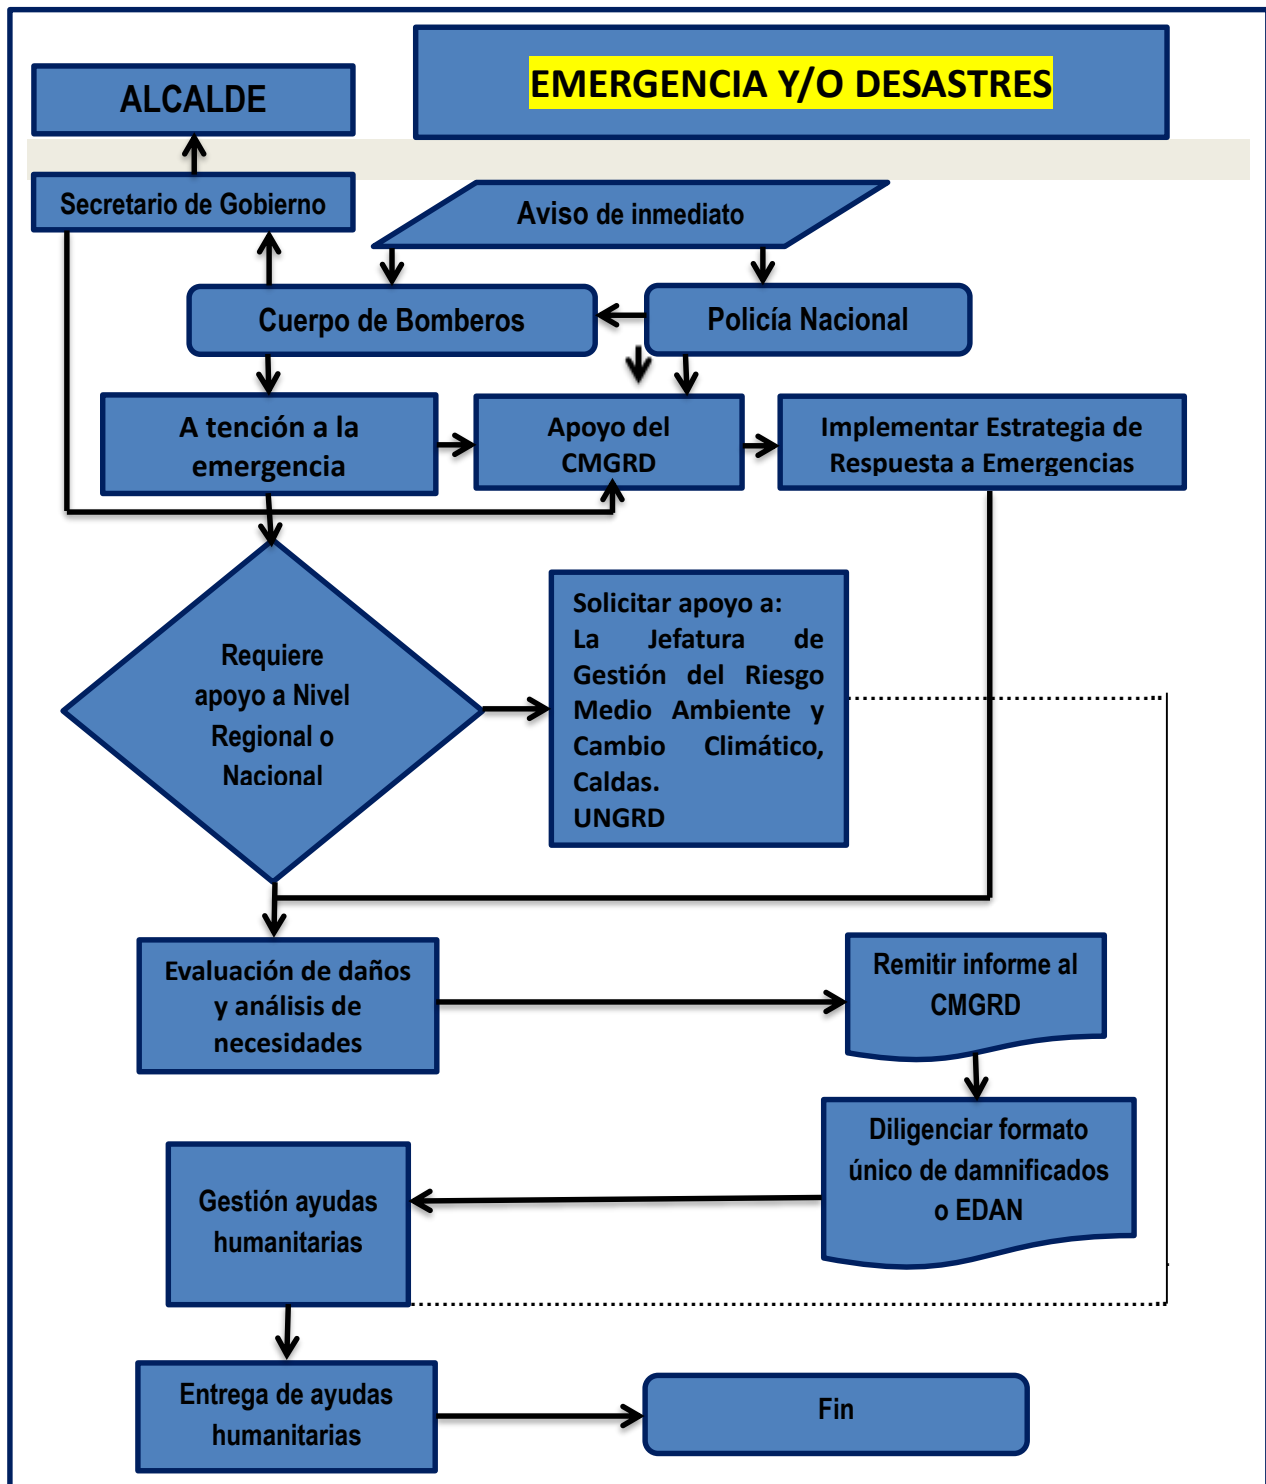 EMERGENCIA Y/O DESASTRES
ALCALDE
Secretario de Gobierno
Aviso de inmediato
Cuerpo de Bomberos
Policía Nacional
A tención a la
emergencia
Apoyo del
CMGRD
Implementar Estrategia de
Respuesta a Emergencias
Requiere
apoyo a Nivel
Regional o
Nacional
Solicitar apoyo a:
La Jefatura de
Gestión del Riesgo
Medio Ambiente y
Cambio Climático,
Caldas.
UNGRD
Evaluación de daños
y análisis de
necesidades
Remitir informe al
CMGRD
Diligenciar formato
único de damnificados
o EDAN
Gestión ayudas
humanitarias
Entrega de ayudas
humanitarias
Fin